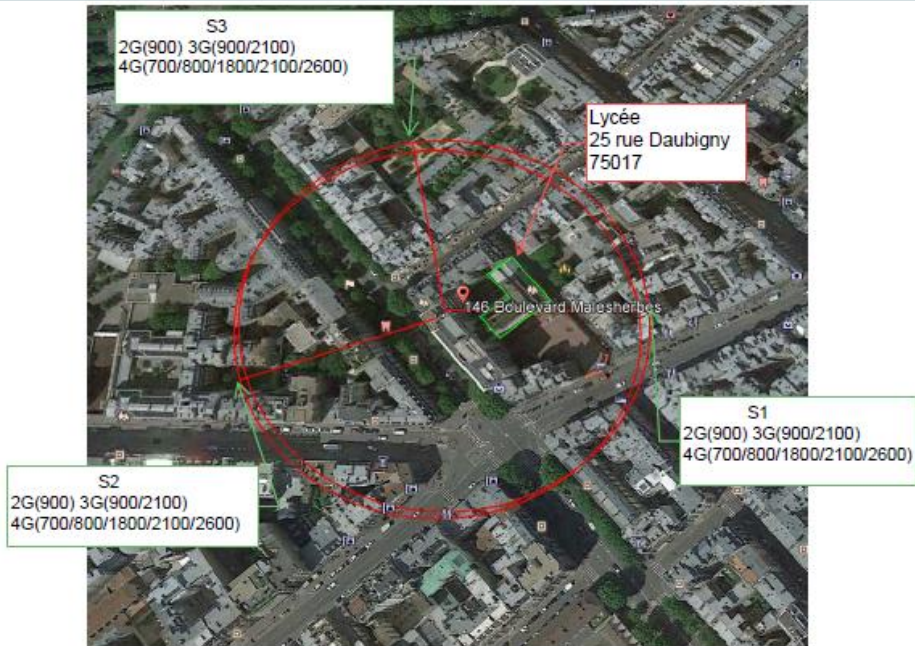 S3
2G(900) 3G(900/2100)
4G(700/800/1800/2100/2600)
Lycée
25 rue Daubigny
75017
146 Boulevard Malesherbes
S1
2G(900) 3G(900/2100)
4G(700/800/1800/2100/2600)
S2
2G(900) 3G(900/2100)
4G(700/800/1800/2100/2600)